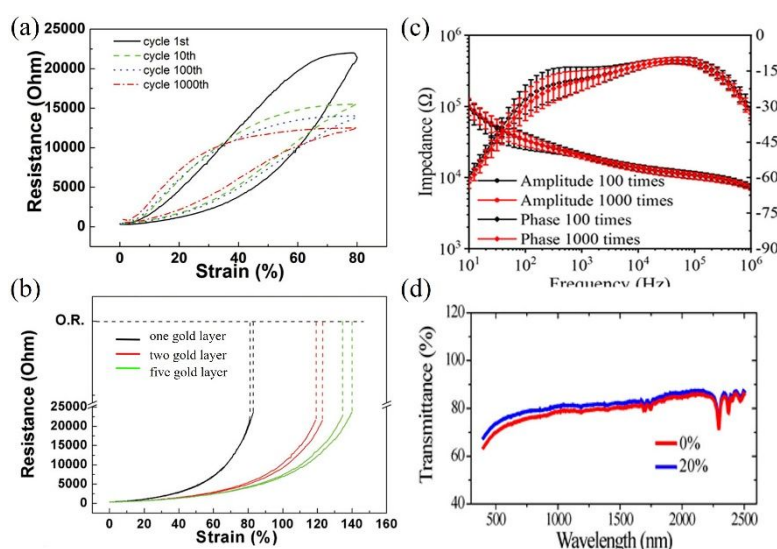 (a)
cycle 1st
cycle 10th
cycle 100th
cycle 1000th
25000
20000
15000
10000
5000
0
Resistance (Ohm)
0 20 40 60 80
Strain (%)
(c)
10^6
10^5
10^4
10^3
Impedance (Ω)
Amplitude 100 times
Amplitude 1000 times
Phase 100 times
Phase 1000 times
0
-15
-30
-45
-60
-75
-90
10^1 10^2 10^3 10^4 10^5 10^6
Frequency (Hz)
(b)
O.R.
one gold layer
two gold layer
five gold layer
25000
20000
15000
10000
5000
0
Resistance (Ohm)
0 20 40 60 80 100 120 140 160
Strain (%)
(d)
120
100
80
60
40
Transmittance (%)
0%
20%
500 1000 1500 2000 2500
Wavelength (nm)